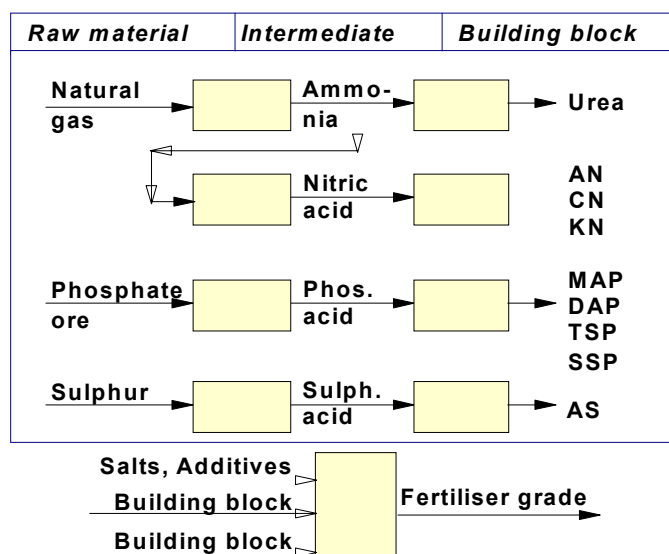 Raw material Intermediate Building block
Natural gas
Ammo-nia
Urea
Nitric acid
AN
CN
KN
Phosphate ore
Phos. acid
MAP
DAP
TSP
SSP
Sulphur
Sulph. acid
AS
Salts, Additives
Building block
Fertiliser grade
Building block